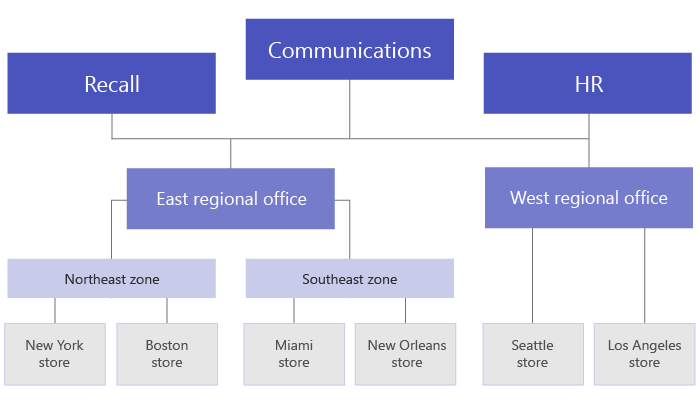 Communications
Recall
HR
East regional office
West regional office
Northeast zone
Southeast zone
New York
store
Boston
store
Miami
store
New Orleans
store
Seattle
store
Los Angeles
store